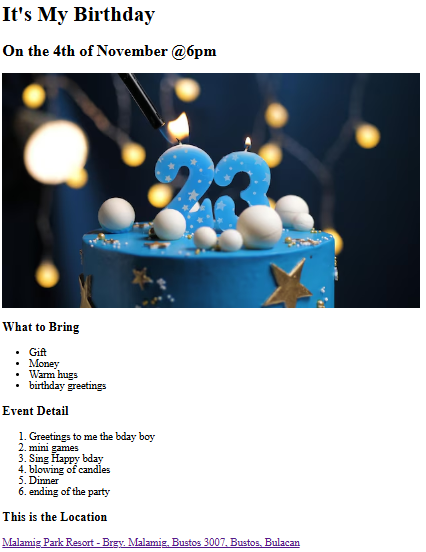 It's My Birthday
On the 4th of November @6pm
23
What to Bring
Gift
Money
Warm hugs
birthday greetings
Event Detail
1. Greetings to me the bday boy
2. mini games
3. Sing Happy bday
4. blowing of candles
5. Dinner
6. ending of the party
This is the Location
Malamig Park Resort - Brgy. Malamig, Bustos 3007, Bustos, Bulacan